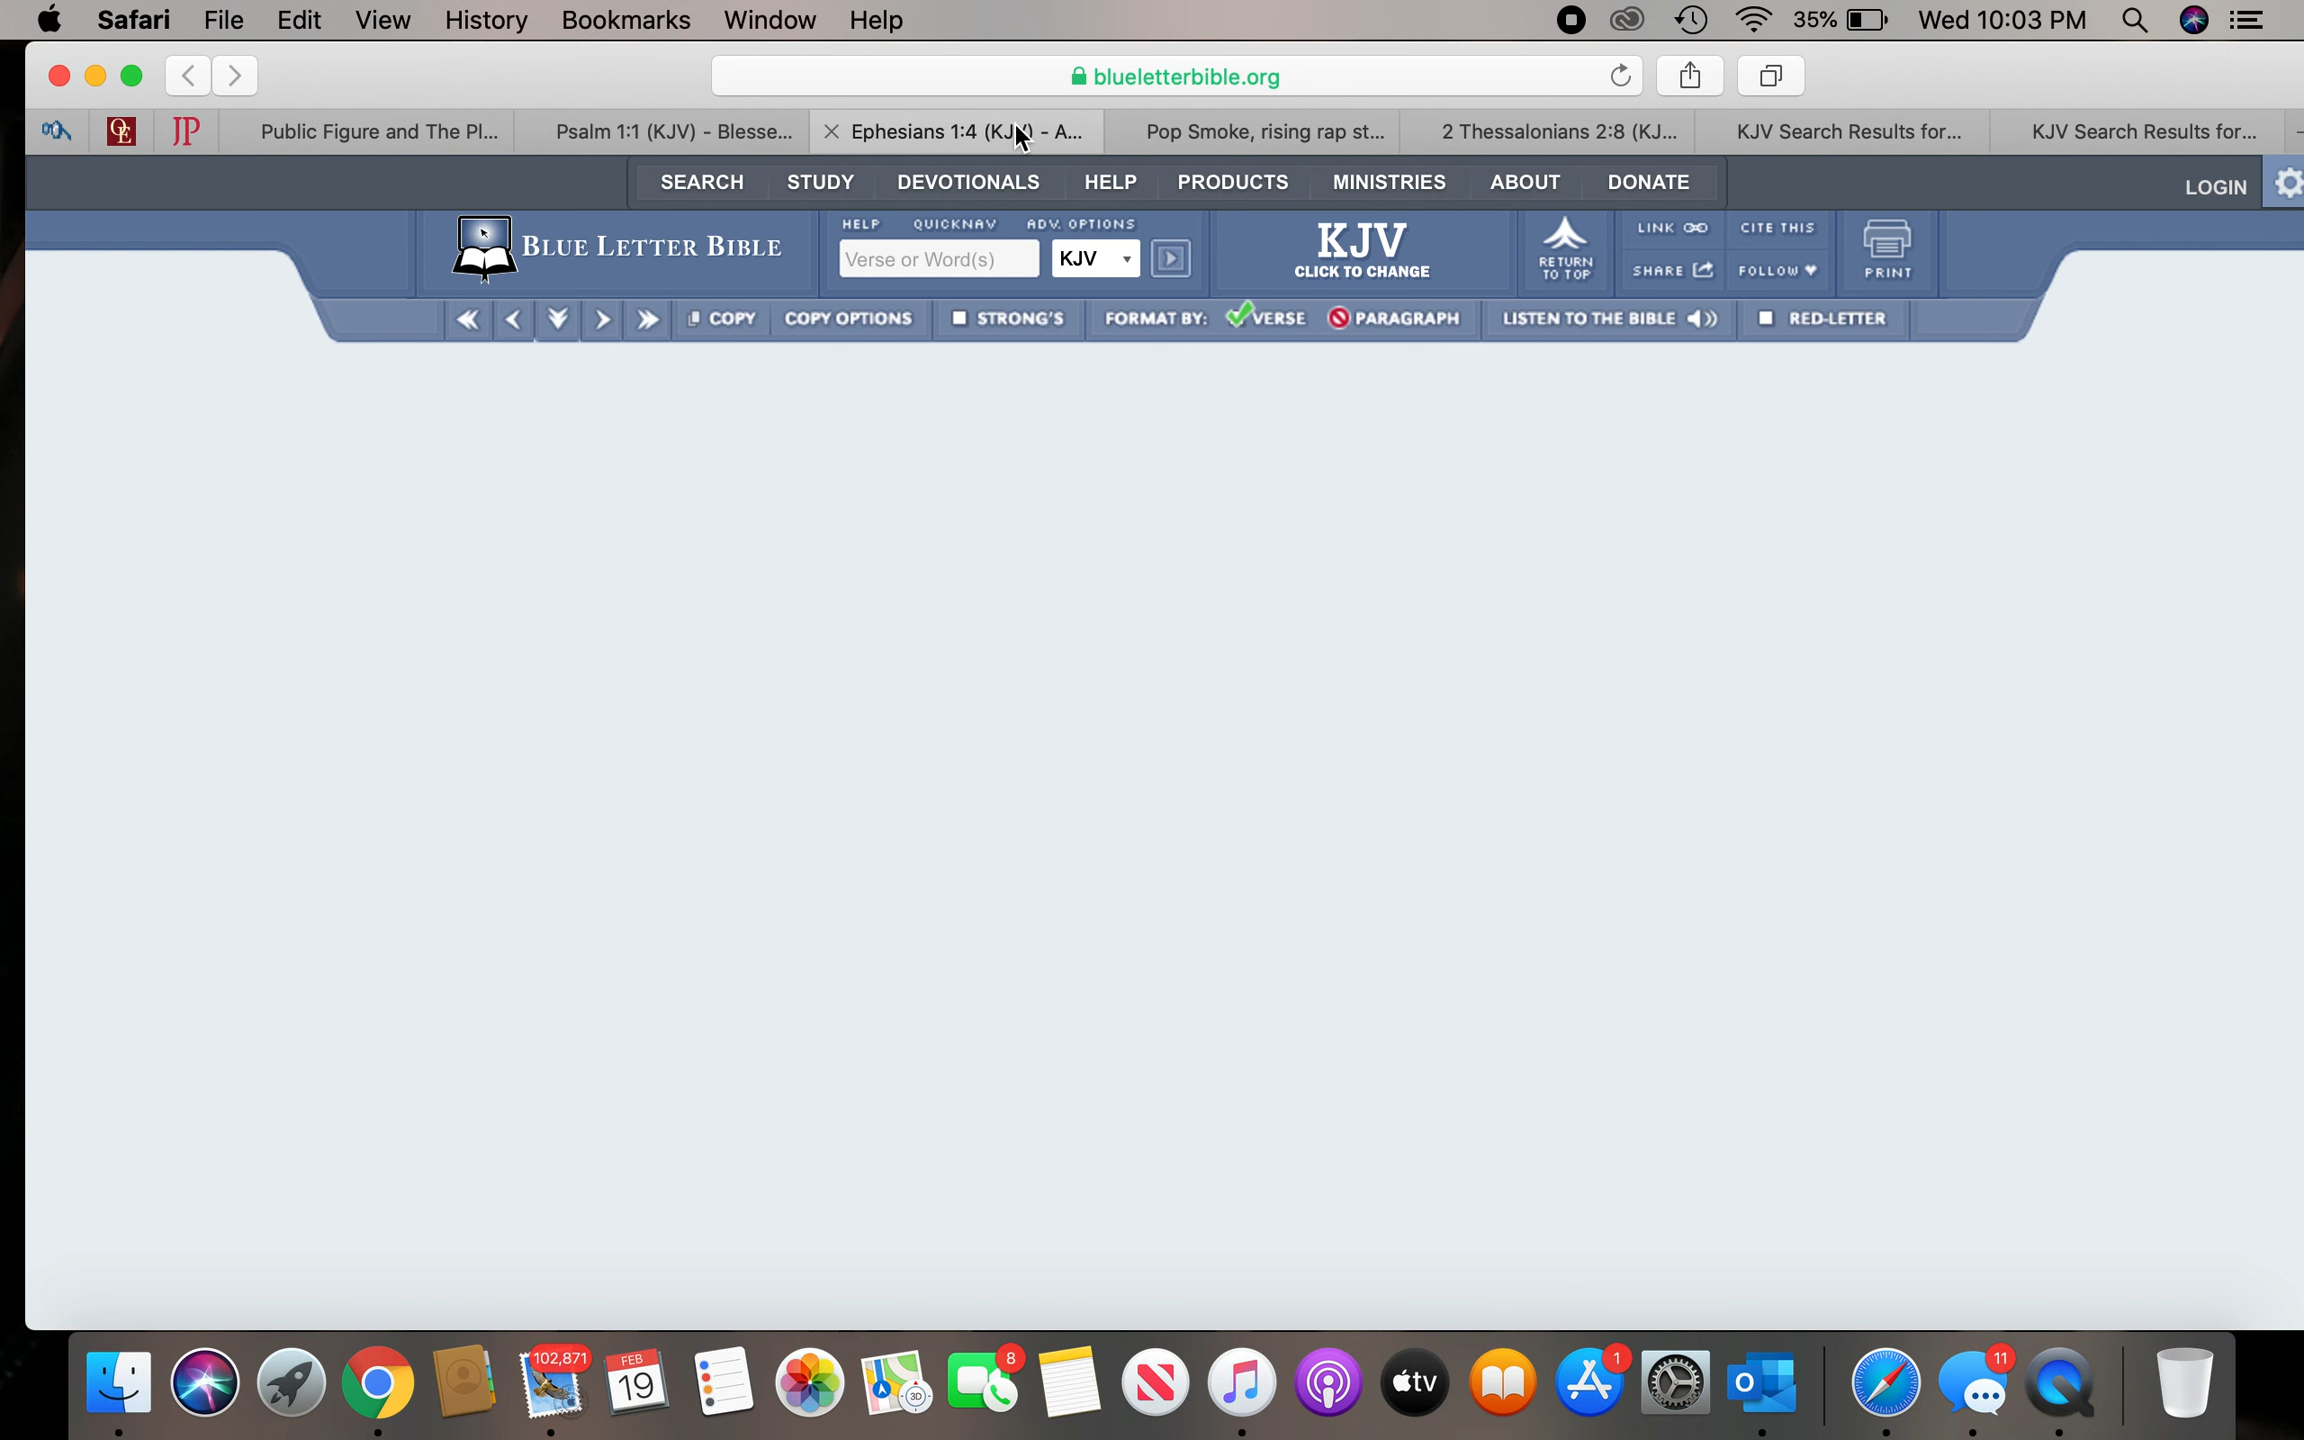 Safari File Edit View History Bookmarks Window Help 35% Wed 10:03 PM
blueletterbible.org
OE JP Public Figure and The Pl... Psalm 1:1 (KJV) - Blesse... Ephesians 1:4 (KJV) - A... Pop Smoke, rising rap st... 2 Thessalonians 2:8 (KJ... KJV Search Results for... KJV Search Results for...
SEARCH STUDY DEVOTIONALS HELP PRODUCTS MINISTRIES ABOUT DONATE LOGIN
HELP QUICKNAV ADV. OPTIONS LINK CITE THIS
BLUE LETTER BIBLE Verse or Word(s) KJV KJV
CLICK TO CHANGE RETURN TO TOP SHARE FOLLOW PRINT
COPY COPY OPTIONS STRONG'S FORMAT BY: VERSE PARAGRAPH LISTEN TO THE BIBLE RED-LETTER
102,871 FEB 19 3D 8 tv 1 O 11